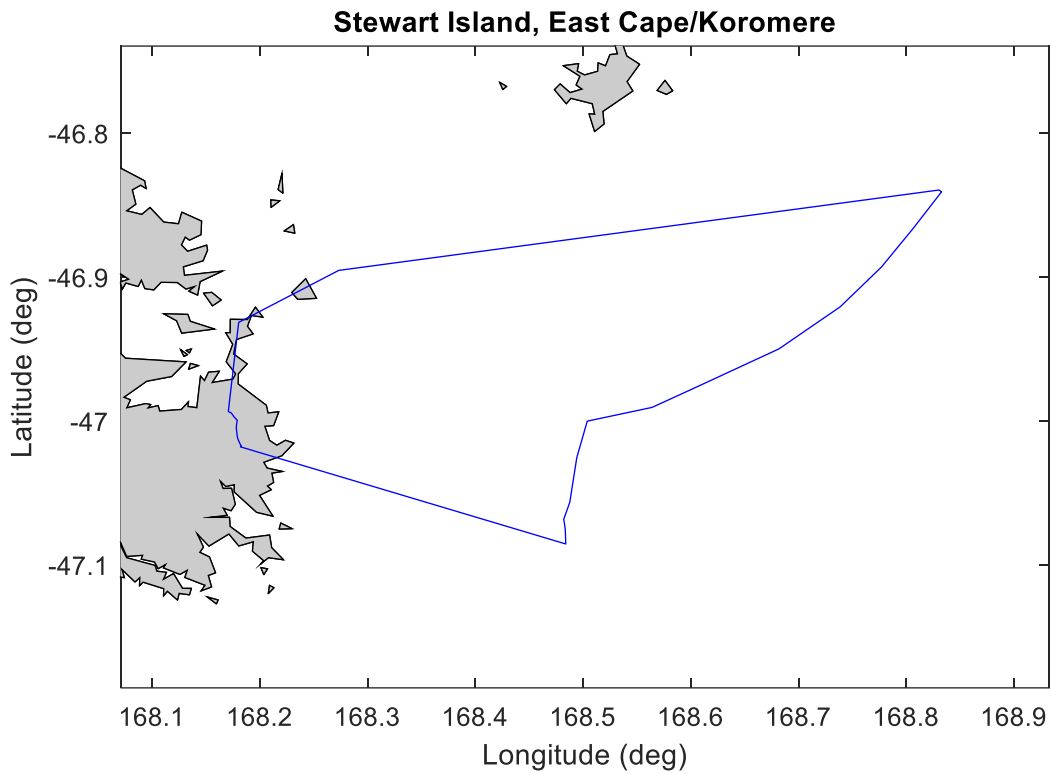 Stewart Island, East Cape/Koromere
-46.8
-46.9
-47
-47.1
Latitude (deg)
168.1 168.2 168.3 168.4 168.5 168.6 168.7 168.8 168.9
Longitude (deg)